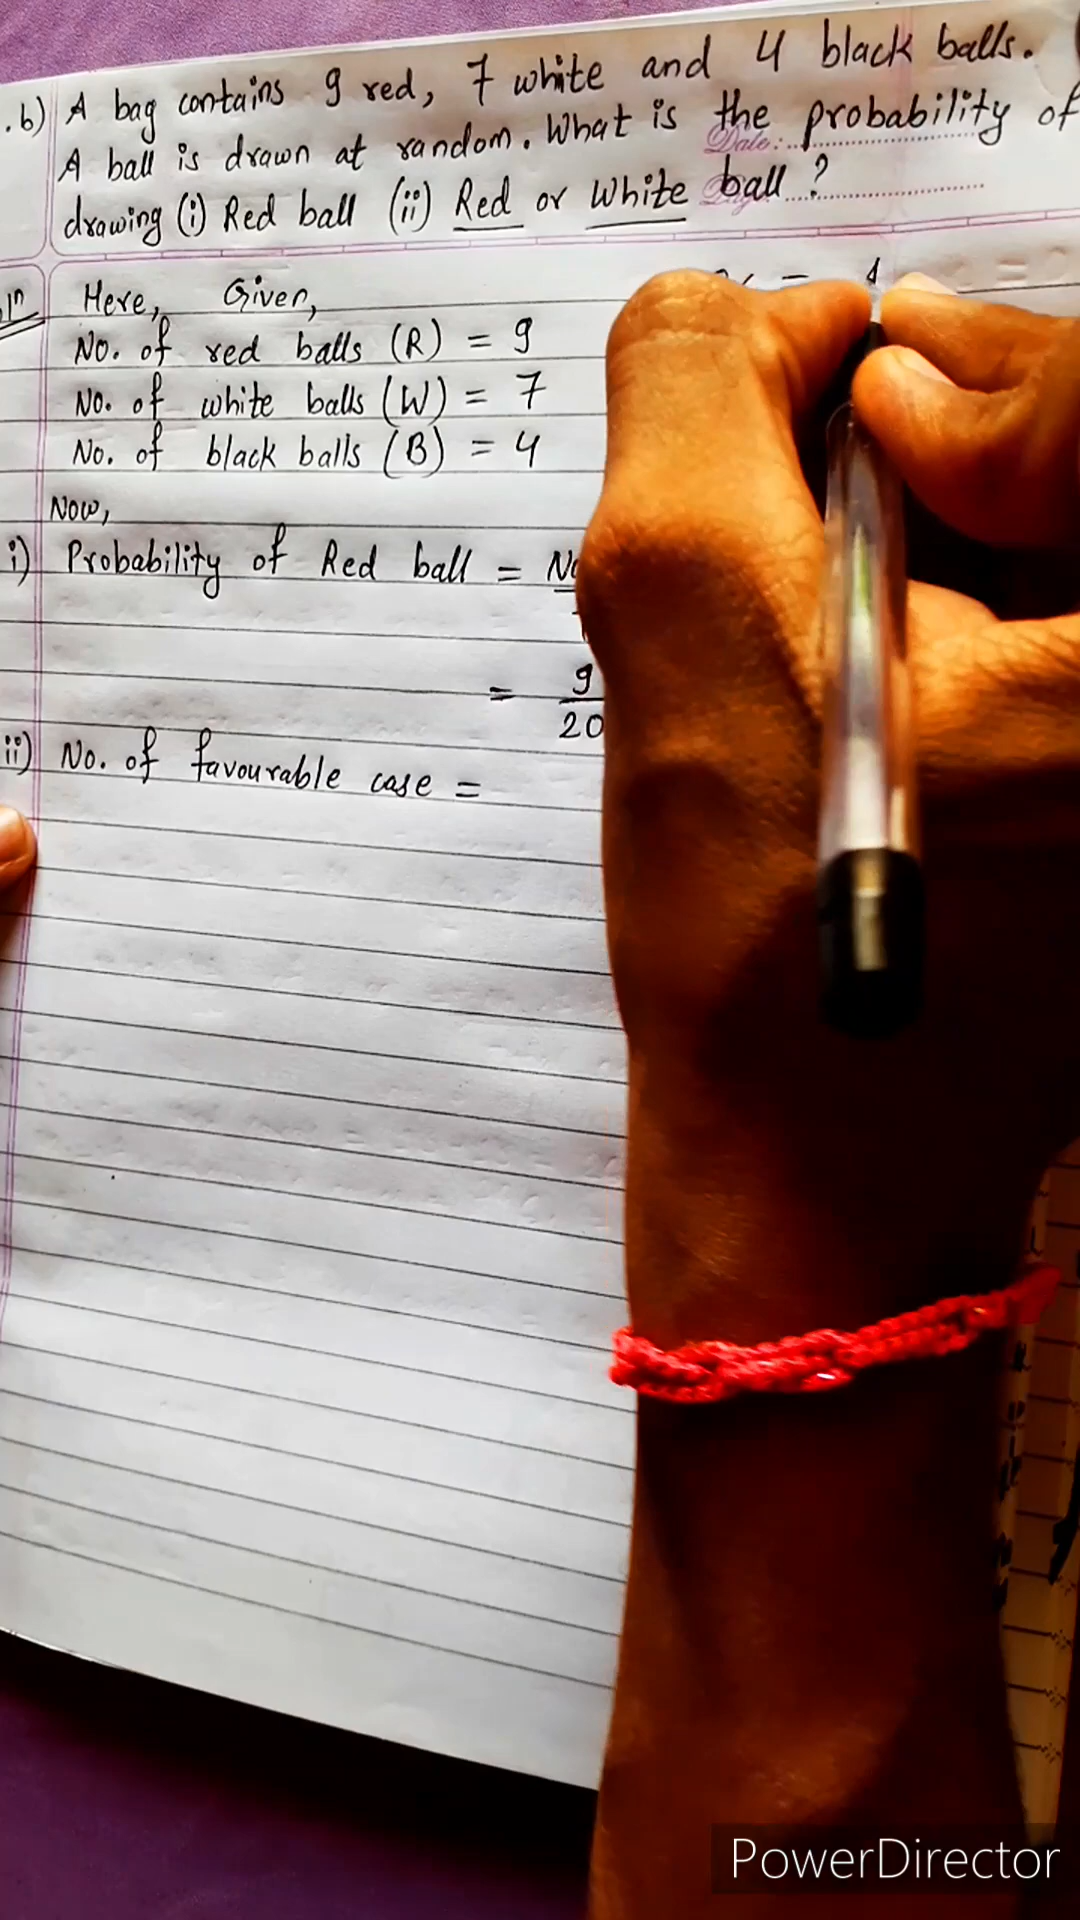 .b) A bag contains 9 red, 7 white and 4 black balls.
A ball is drawn at random. What is the probability of
Date:
drawing (i) Red ball (ii) Red or White ball ?
Here, Given,
No. of red balls (R) = 9
No. of white balls (W) = 7
No. of black balls (B) = 4
Now,
i) Probability of Red ball =
= 9
20
ii) No. of favourable case =
PowerDirector